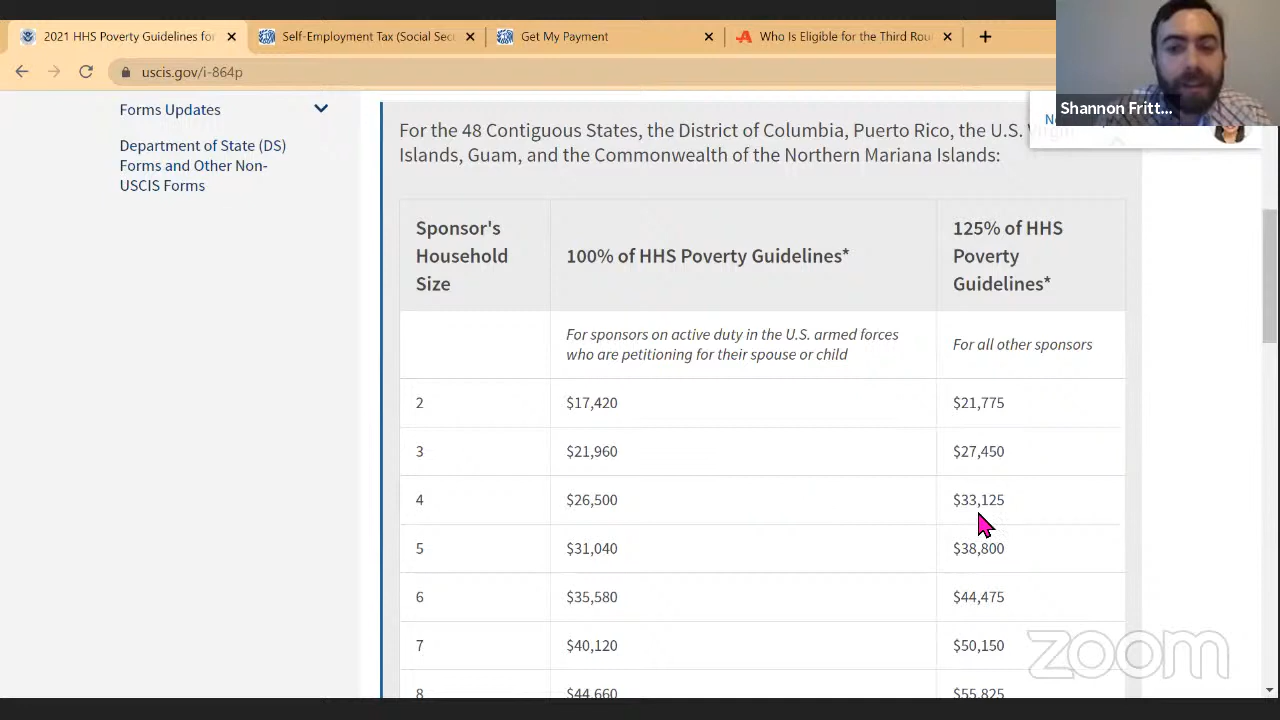 2021 HHS Poverty Guidelines for
Self-Employment Tax (Social Secu
Get My Payment
Who Is Eligible for the Third Rou
uscis.gov/i-864p
Shannon Fritt...
Forms Updates
Department of State (DS)
Forms and Other Non-
USCIS Forms
For the 48 Contiguous States, the District of Columbia, Puerto Rico, the U.S. Virgin
Islands, Guam, and the Commonwealth of the Northern Mariana Islands:
Sponsor's
Household
Size
100% of HHS Poverty Guidelines*
125% of HHS
Poverty
Guidelines*
For sponsors on active duty in the U.S. armed forces
who are petitioning for their spouse or child
For all other sponsors
2 $17,420 $21,775
3 $21,960 $27,450
4 $26,500 $33,125
5 $31,040 $38,800
6 $35,580 $44,475
7 $40,120 $50,150
8 $44,660 $55,825
zoom